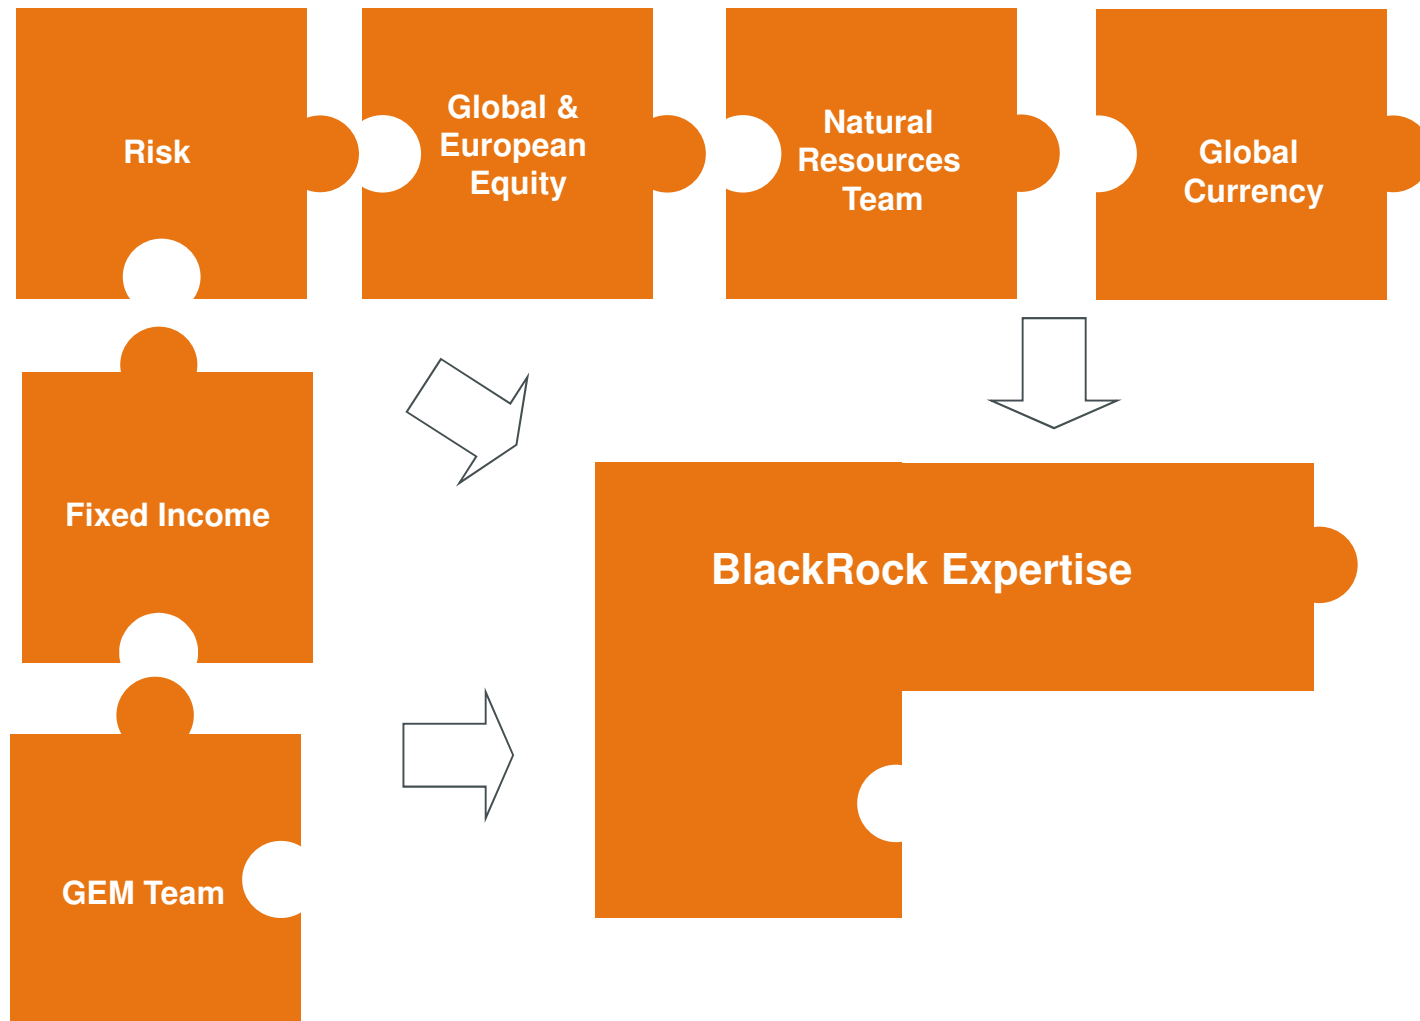 Risk
Global &
European
Equity
Natural
Resources
Team
Global
Currency
Fixed Income
BlackRock Expertise
GEM Team